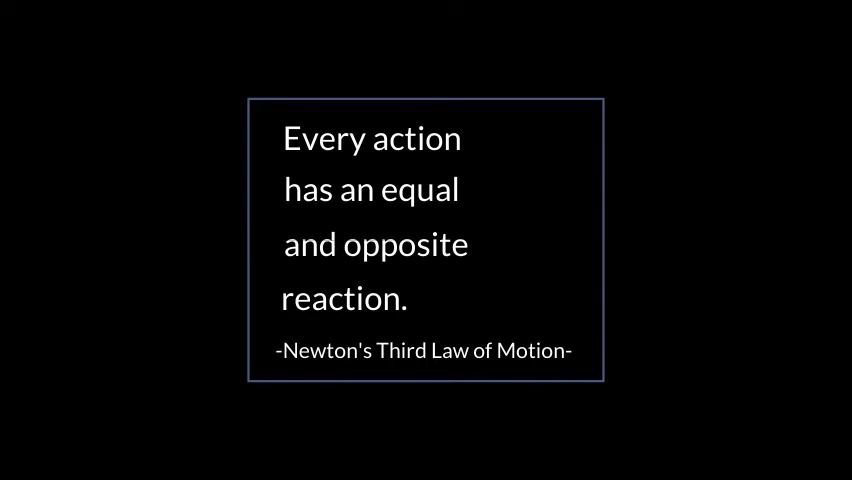 Every action
has an equal
and opposite
reaction.
-Newton's Third Law of Motion-